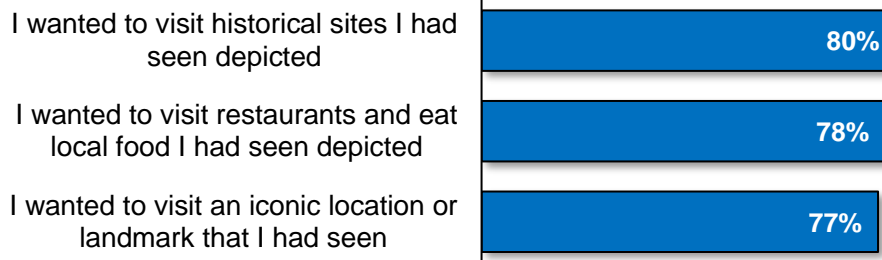 I wanted to visit historical sites I had
seen depicted
80%
I wanted to visit restaurants and eat
local food I had seen depicted
78%
I wanted to visit an iconic location or
landmark that I had seen
77%